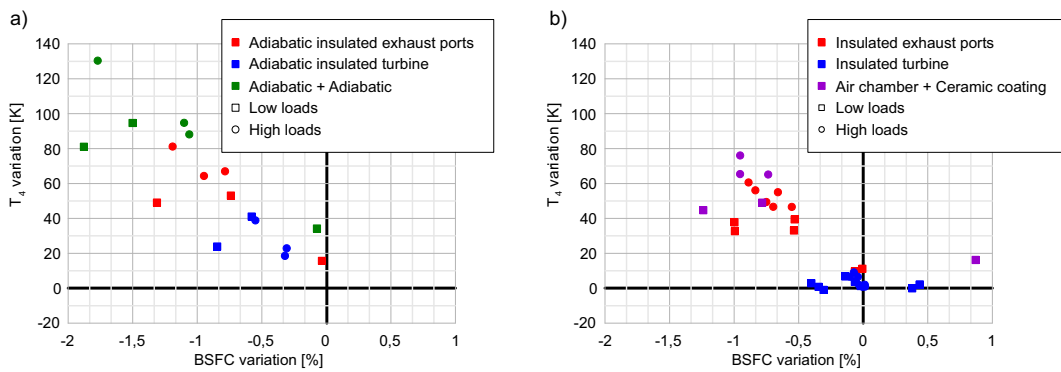 a)
Adiabatic insulated exhaust ports
Adiabatic insulated turbine
Adiabatic + Adiabatic
Low loads
High loads
T4 variation [K]
140
120
100
80
60
40
20
0
-20
-2
-1,5
-1
-0,5
0
0,5
1
BSFC variation [%]
b)
Insulated exhaust ports
Insulated turbine
Air chamber + Ceramic coating
Low loads
High loads
T4 variation [K]
140
120
100
80
60
40
20
0
-20
-2
-1,5
-1
-0,5
0
0,5
1
BSFC variation [%]